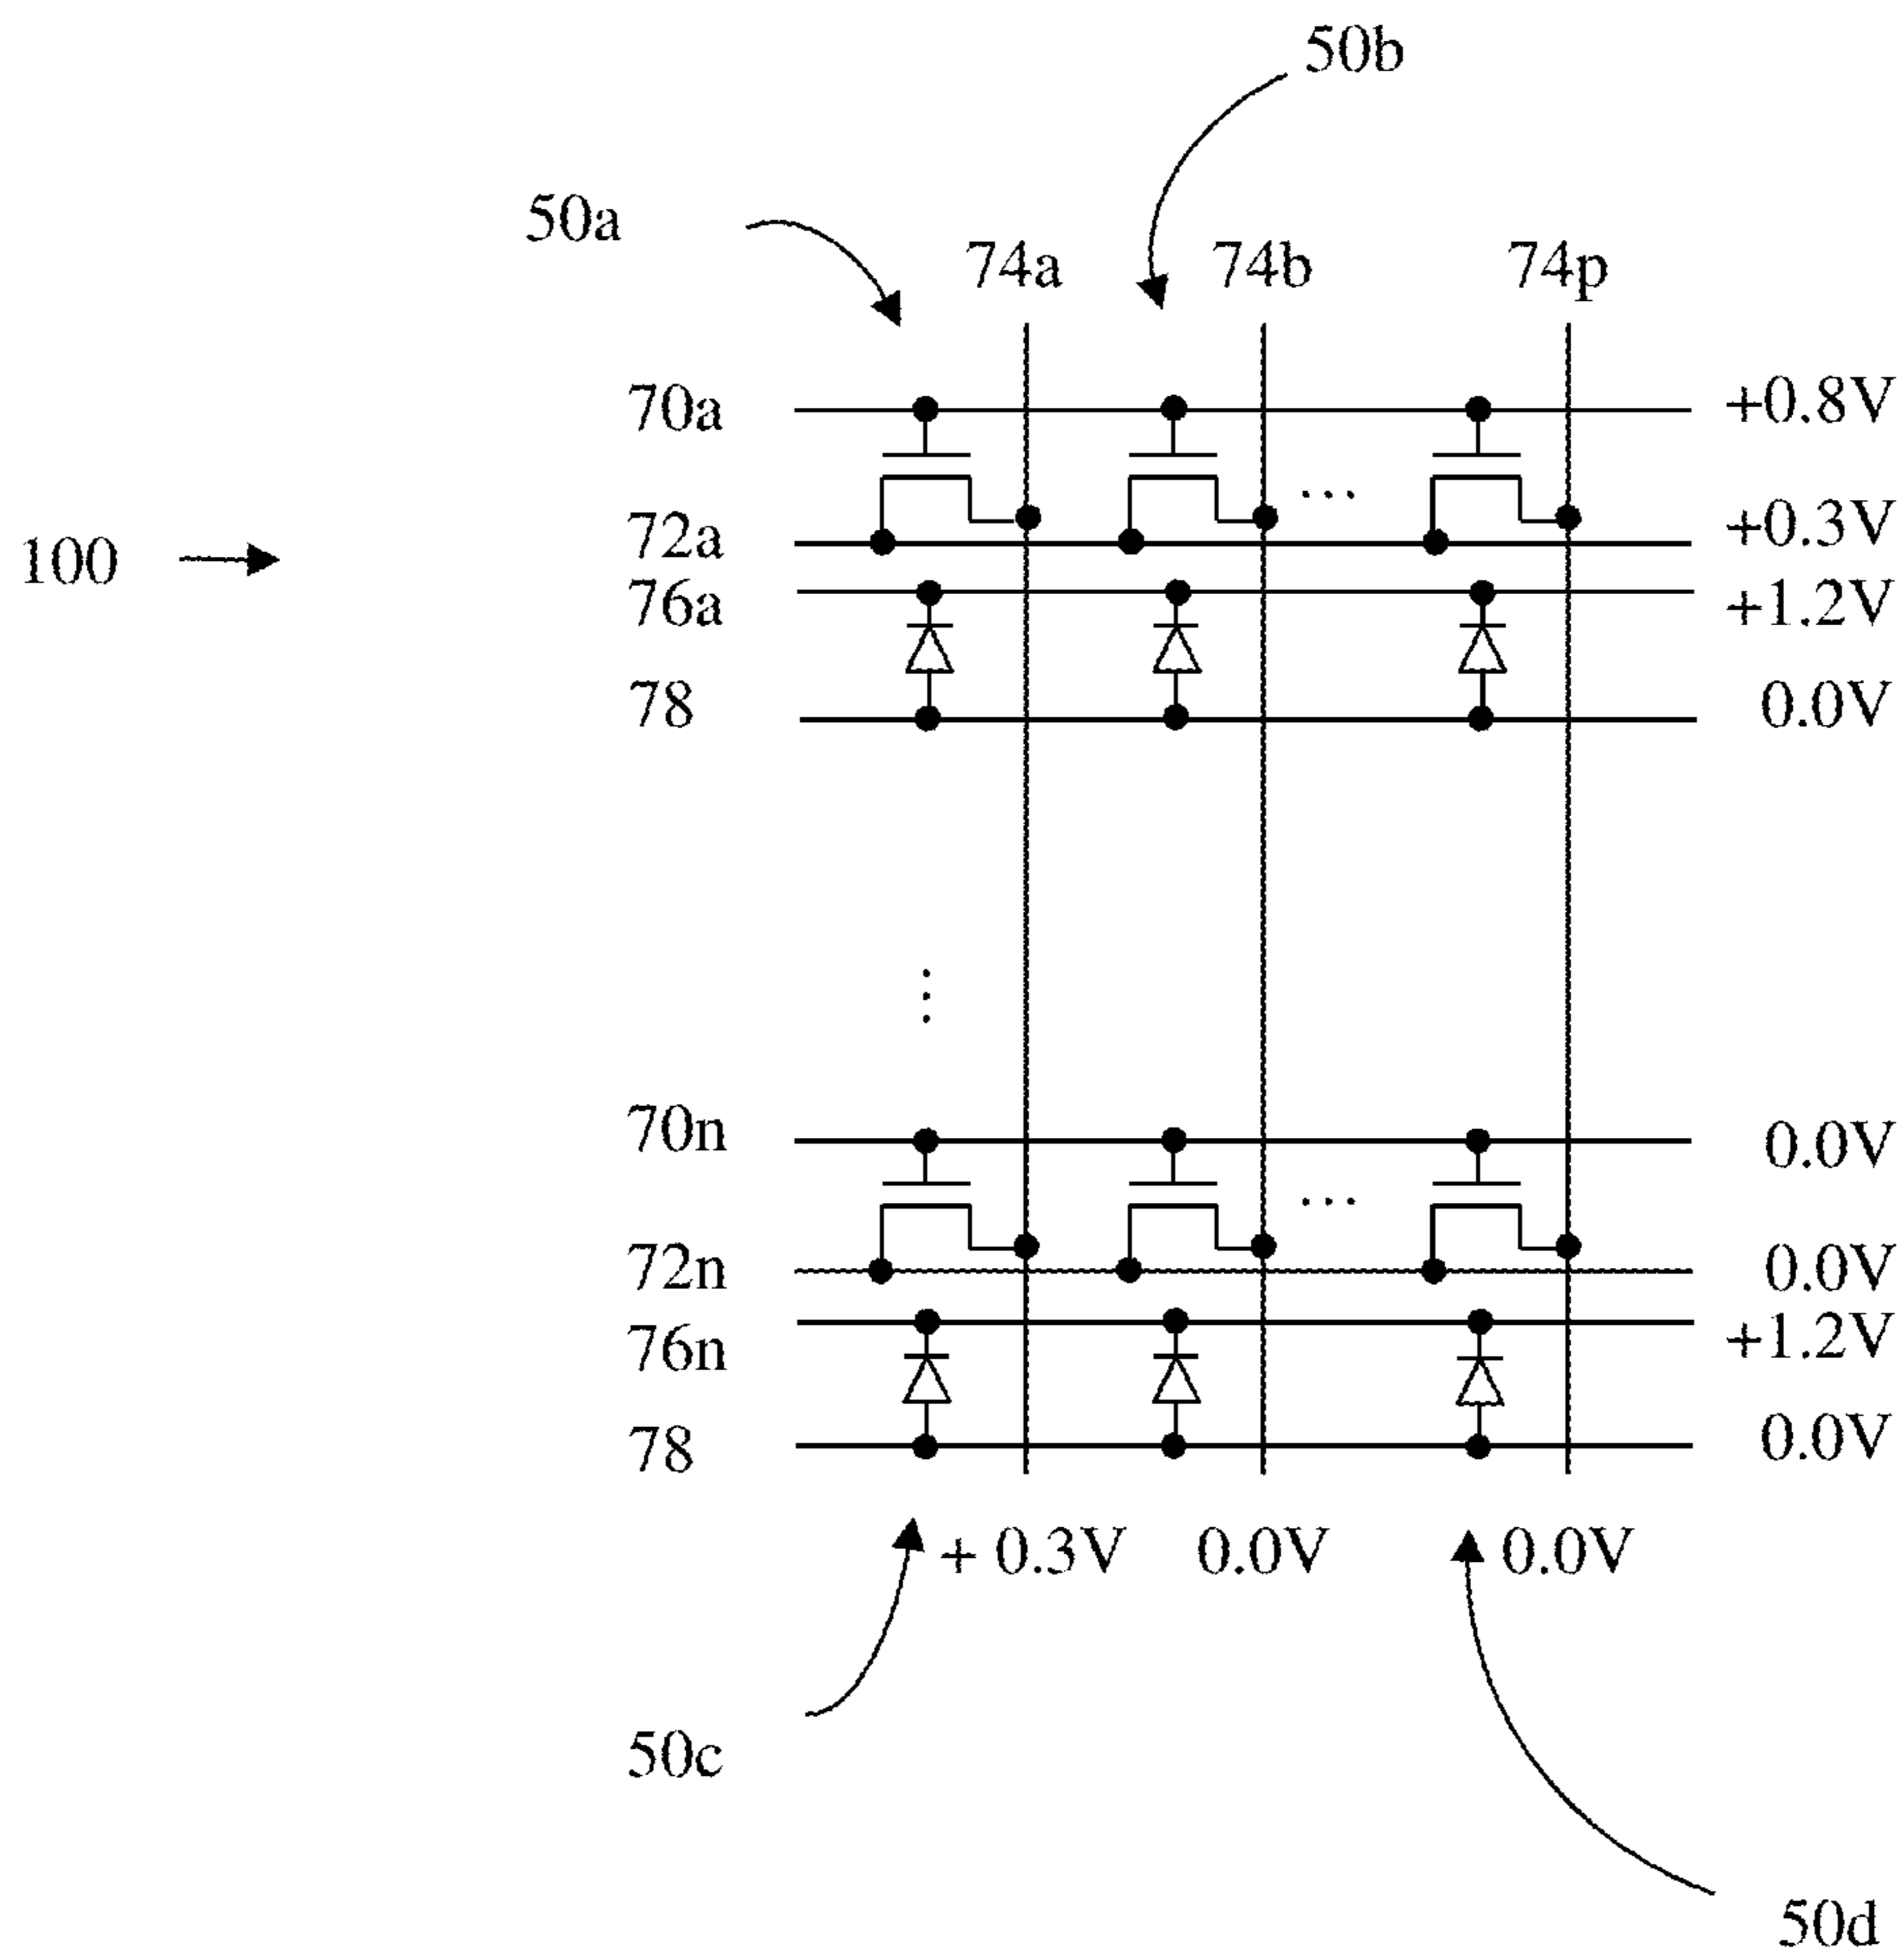 50b
50a
74a 74b 74p
70a +0.8V
...
72a +0.3V
100
76a +1.2V
78 0.0V
...
70n 0.0V
...
72n 0.0V
76n +1.2V
78 0.0V
+ 0.3V 0.0V 0.0V
50c
50d